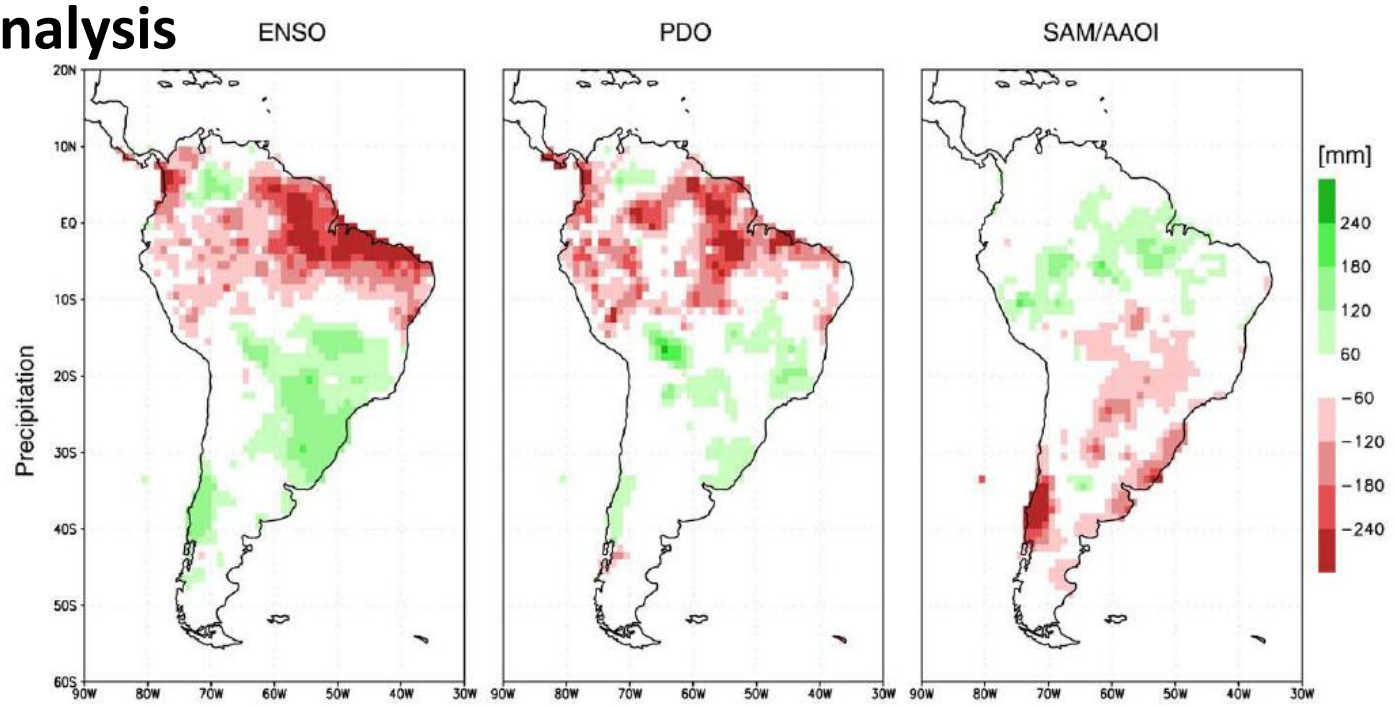 nalysis
ENSO
PDO
SAM/AAOI
Precipitation
20N
10N
EQ
10S
20S
30S
40S
50S
60S
90W 80W 70W 60W 50W 40W 30W
90W 80W 70W 60W 50W 40W 30W
90W 80W 70W 60W 50W 40W 30W
[mm]
240
180
120
60
−60
−120
−180
−240